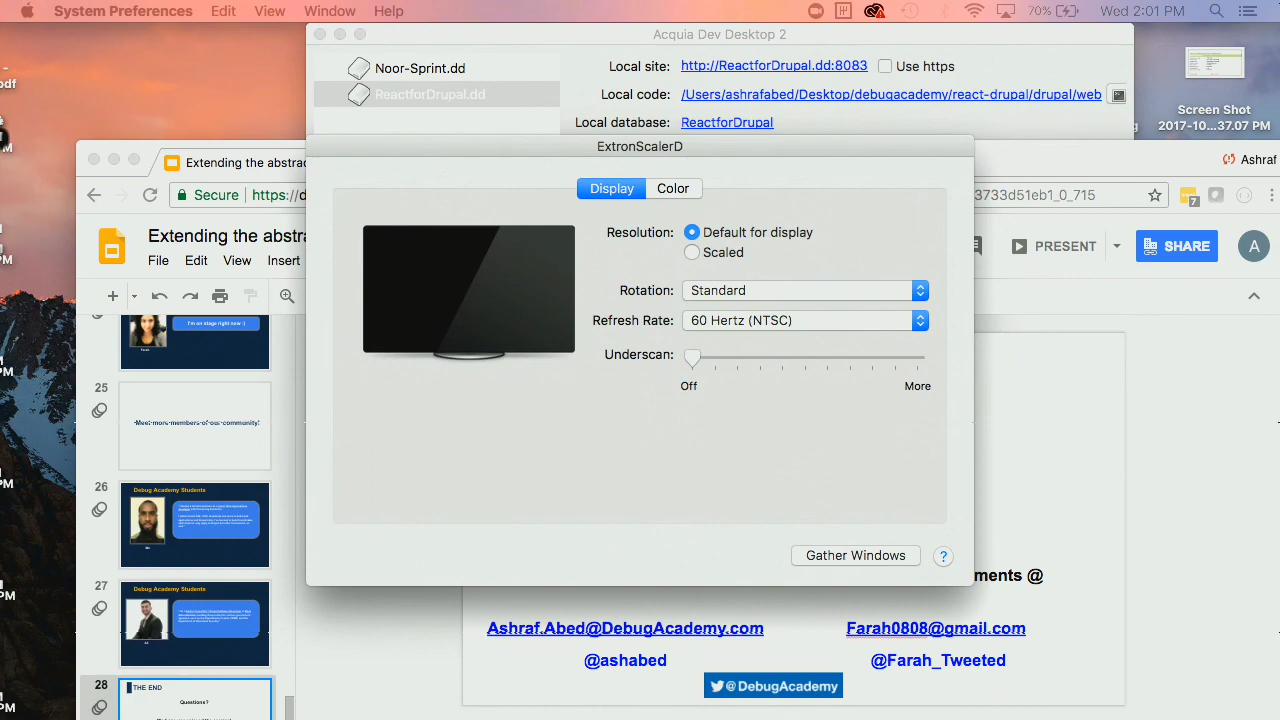 System Preferences Edit View Window Help 70% Wed 2:01 PM
Acquia Dev Desktop 2
Noor-Sprint.dd
ReactforDrupal.dd
Local site: http://ReactforDrupal.dd:8083 Use https
Local code: /Users/ashrafabed/Desktop/debugacademy/react-drupal/drupal/web
Local database: ReactforDrupal
Screen Shot
2017-10...37.07 PM
pdf
ExtronScalerD
Display Color
Resolution: Default for display
Scaled
Rotation: Standard
Refresh Rate: 60 Hertz (NTSC)
Underscan:
Off More
Gather Windows ?
Extending the abstra
Ashraf
Secure https://d
3733d51eb1_0_715
7
Extending the abstra
File Edit View Inser
PRESENT SHARE A
I'm on stage right now :)
Farah
25
Meet more members of our community!
26
Debug Academy Students
27
Debug Academy Students
28
THE END
Questions?
ments @
Ashraf.Abed@DebugAcademy.com Farah0808@gmail.com
@ashabed @Farah_Tweeted
@DebugAcademy